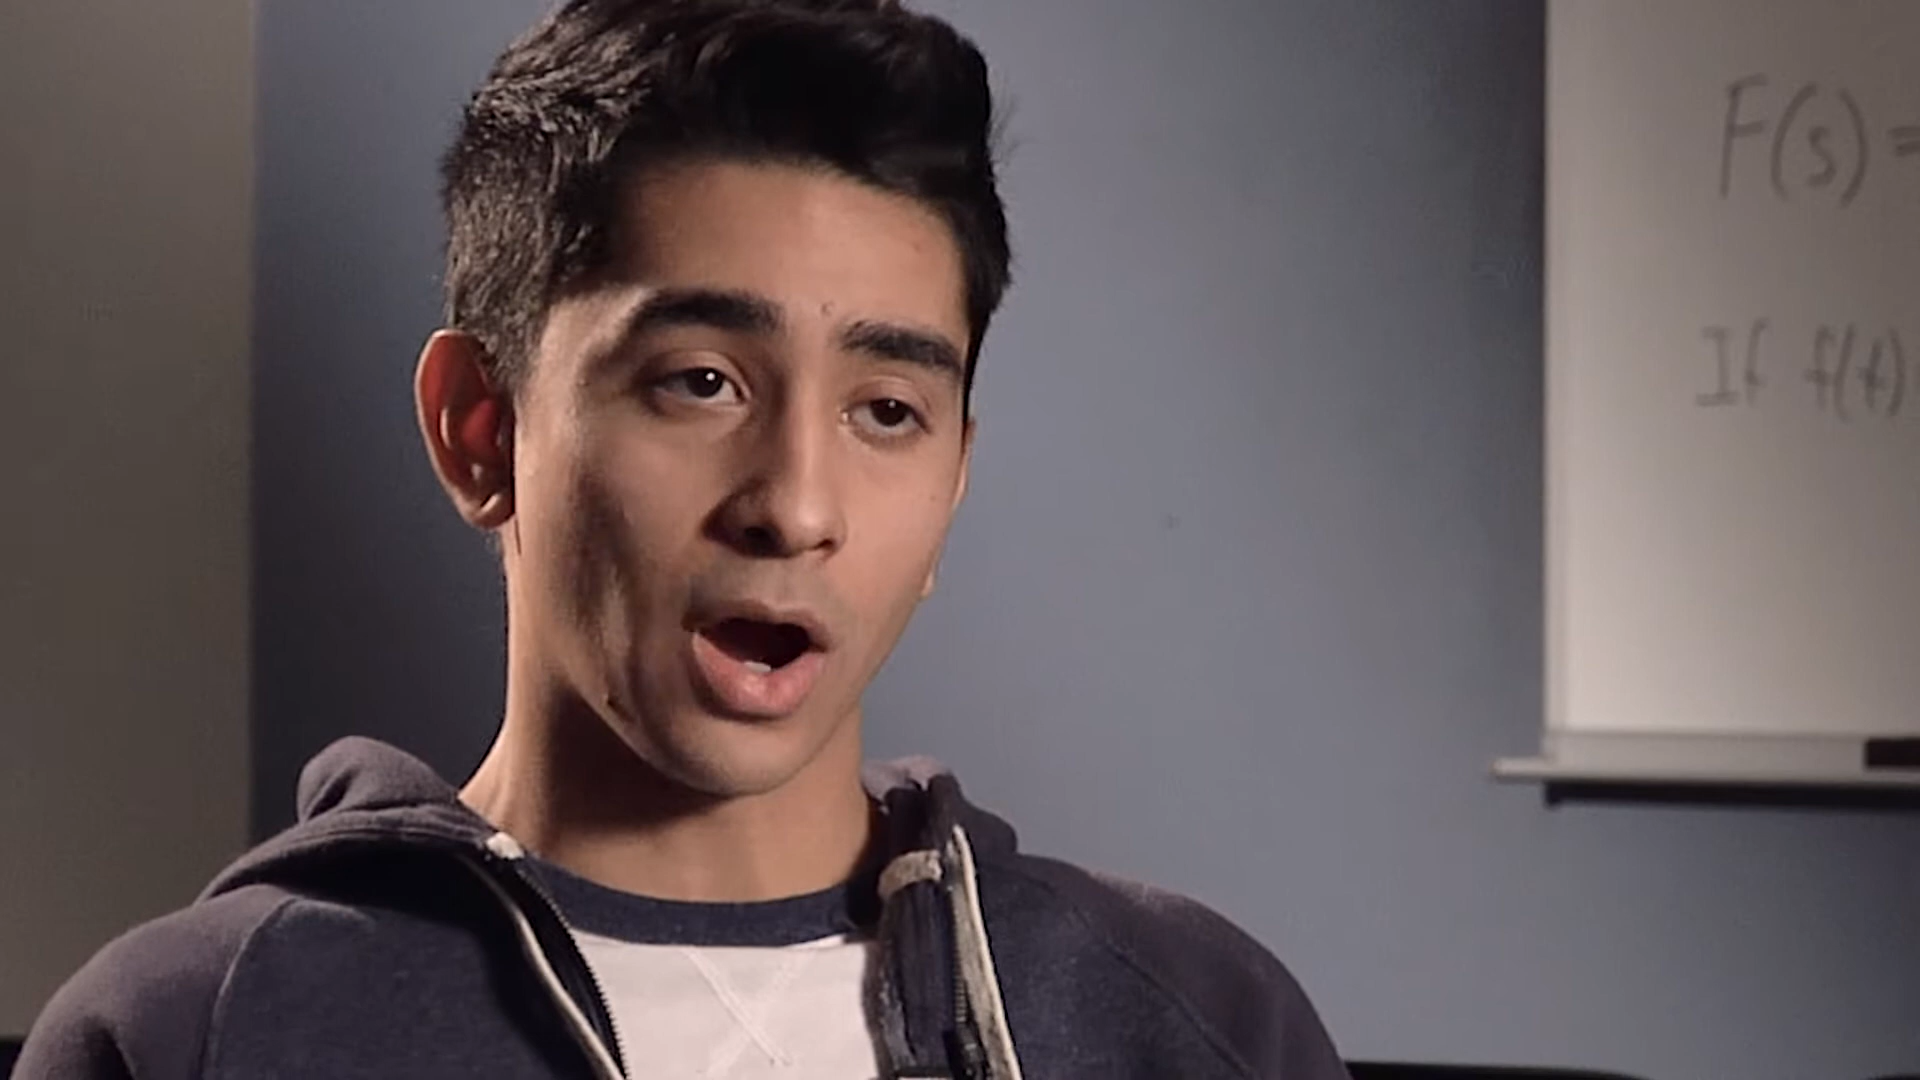 F(s) =
If f(t)